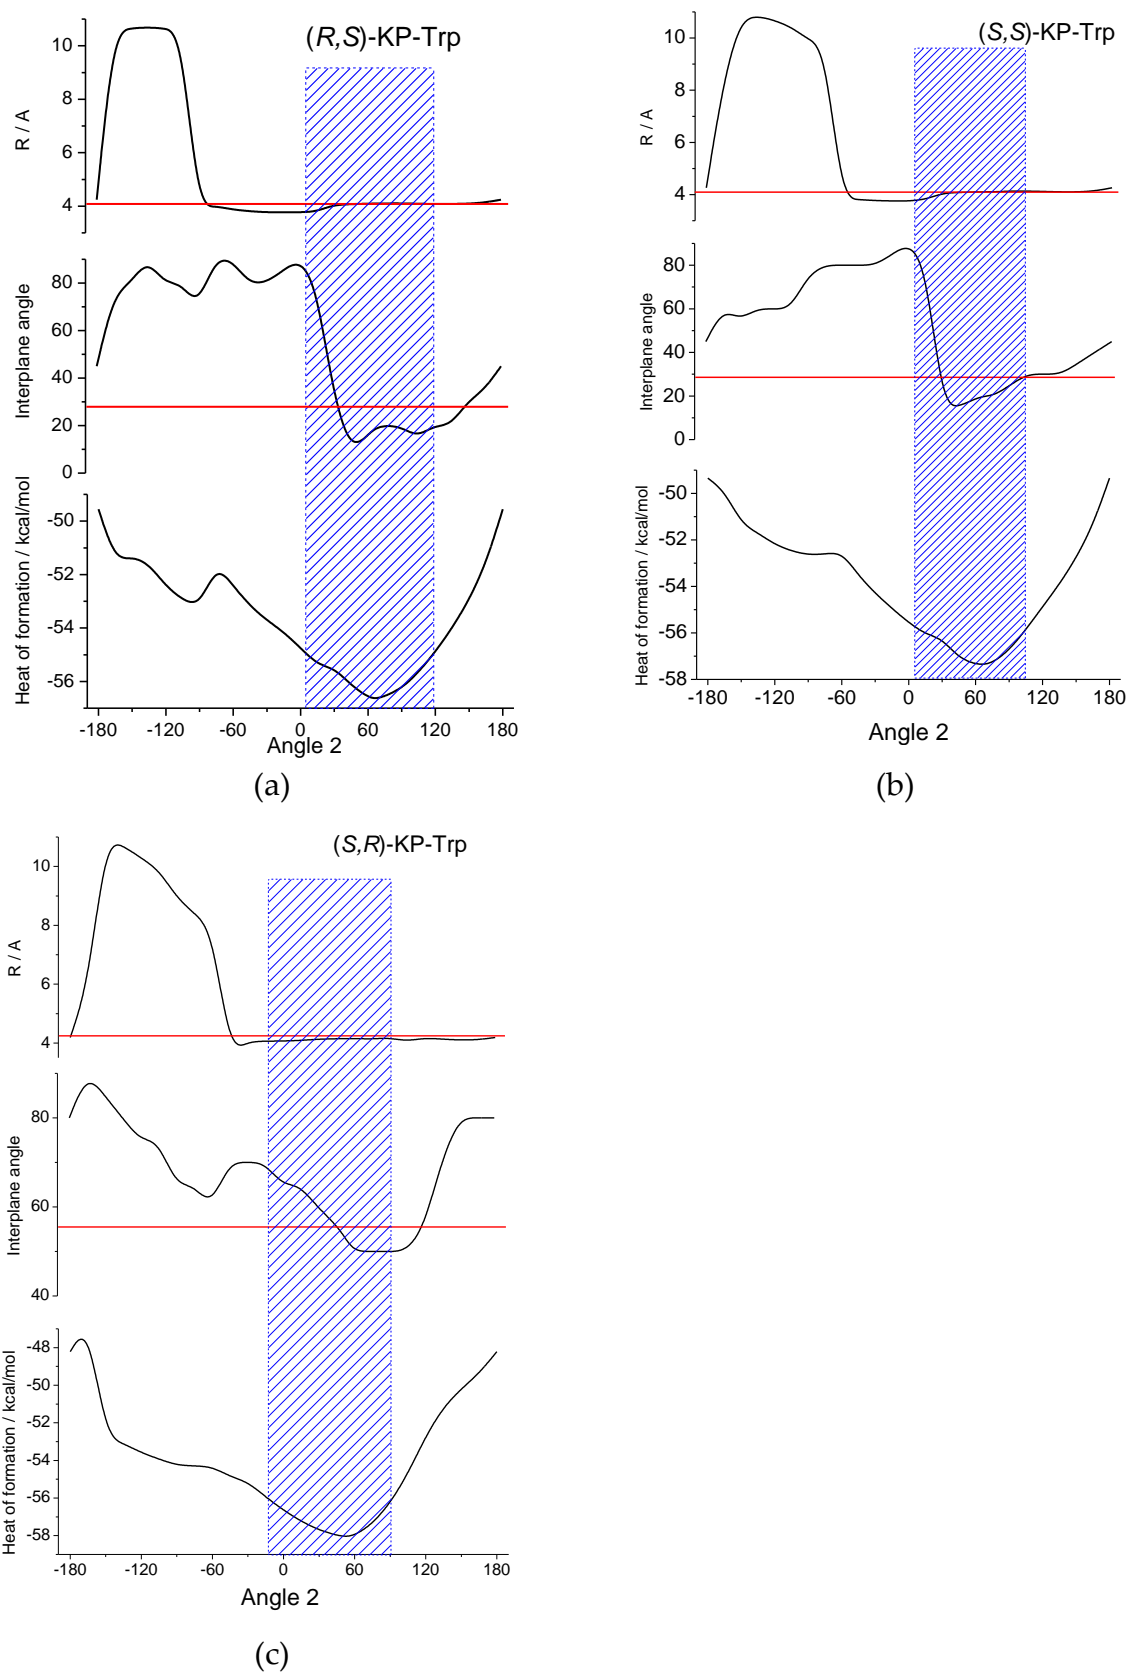 (R,S)-KP-Trp
R / A
10
8
6
4
Interplane angle
80
60
40
20
0
Heat of formation / kcal/mol
-50
-52
-54
-56
-180 -120 -60 0 60 120 180
Angle 2
(a)
(S,S)-KP-Trp
R / A
10
8
6
4
Interplane angle
80
60
40
20
0
Heat of formation / kcal/mol
-50
-52
-54
-56
-58
-180 -120 -60 0 60 120 180
Angle 2
(b)
(S,R)-KP-Trp
R / A
10
8
6
4
Interplane angle
80
60
40
Heat of formation / kcal/mol
-48
-50
-52
-54
-56
-58
-180 -120 -60 0 60 120 180
Angle 2
(c)